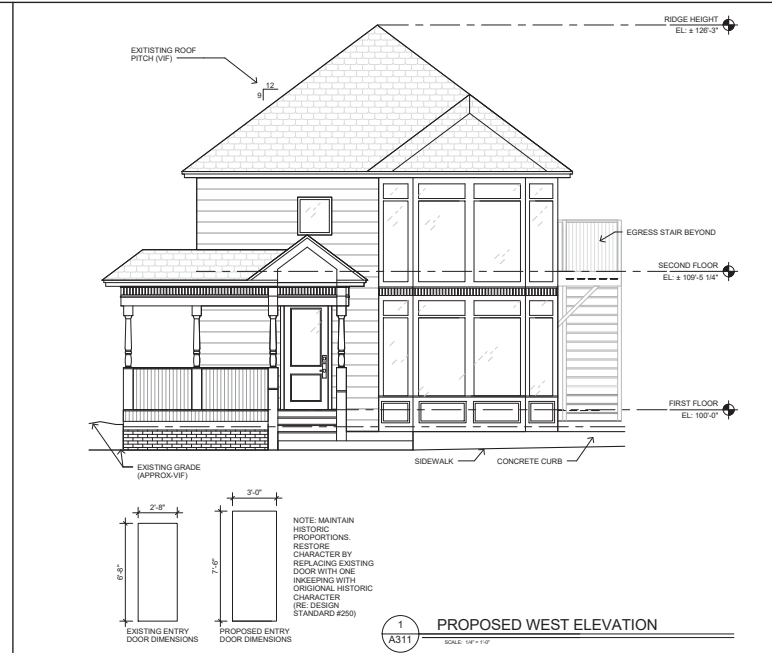 RIDGE HEIGHT
EL: ± 126'-3"
EXITISTING ROOF
PITCH (VIF)
12
9
EGRESS STAIR BEYOND
SECOND FLOOR
EL: ± 109'-5 1/4"
FIRST FLOOR
EL: 100'-0"
EXISTING GRADE
(APPROX-VIF)
SIDEWALK
CONCRETE CURB
2'-8"
3'-0"
6'-8"
7'-6"
NOTE: MAINTAIN
HISTORIC
PROPORTIONS.
RESTORE
CHARACTER BY
REPLACING EXISTING
DOOR WITH ONE
INKEEPING WITH
ORIGIONAL HISTORIC
CHARACTER
(RE: DESIGN
STANDARD #250)
EXISTING ENTRY
DOOR DIMENSIONS
PROPOSED ENTRY
DOOR DIMENSIONS
1
A311
PROPOSED WEST ELEVATION
SCALE: 1/4" = 1'-0"